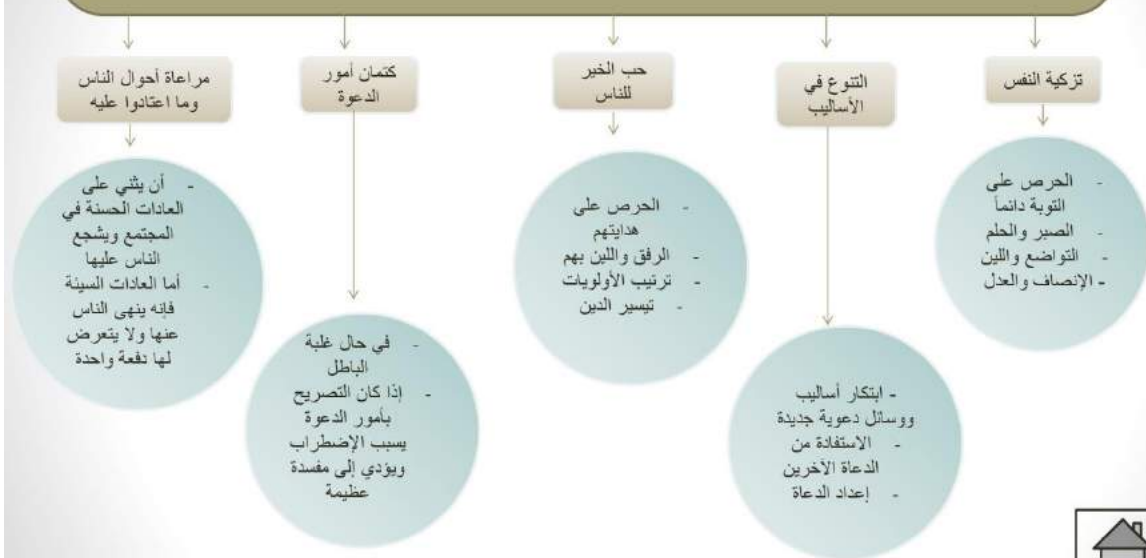 تزكية النفس
- الحرص على
التوبة دائماً
- الصبر والحلم
- التواضع واللين
- الإنصاف والعدل
التنوع في
الأساليب
- ابتكار أساليب
ووسائل دعوية جديدة
- الاستفادة من
الدعاة الآخرين
- إعداد الدعاة
حب الخير
للناس
- الحرص على
هدايتهم
- الرفق واللين بهم
- ترتيب الأولويات
- تيسير الدين
كتمان أمور
الدعوة
- في حال غلبة
الباطل
- إذا كان التصريح
بأمور الدعوة
يسبب الإضطراب
ويؤدي إلى مفسدة
عظيمة
مراعاة أحوال الناس
وما اعتادوا عليه
- أن يثني على
العادات الحسنة في
المجتمع ويشجع
الناس عليها
- أما العادات السيئة
فإنه ينهى الناس
عنها ولا يتعرض
لها دفعة واحدة